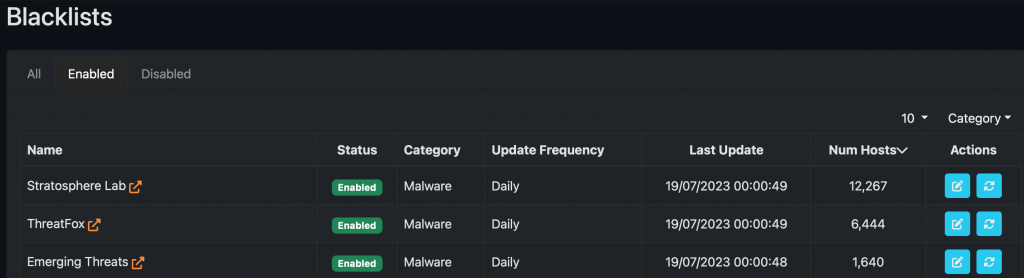 Blacklists
All Enabled Disabled
10 Category
Name Status Category Update Frequency Last Update Num Hosts Actions
Stratosphere Lab Enabled Malware Daily 19/07/2023 00:00:49 12,267
ThreatFox Enabled Malware Daily 19/07/2023 00:00:49 6,444
Emerging Threats Enabled Malware Daily 19/07/2023 00:00:48 1,640